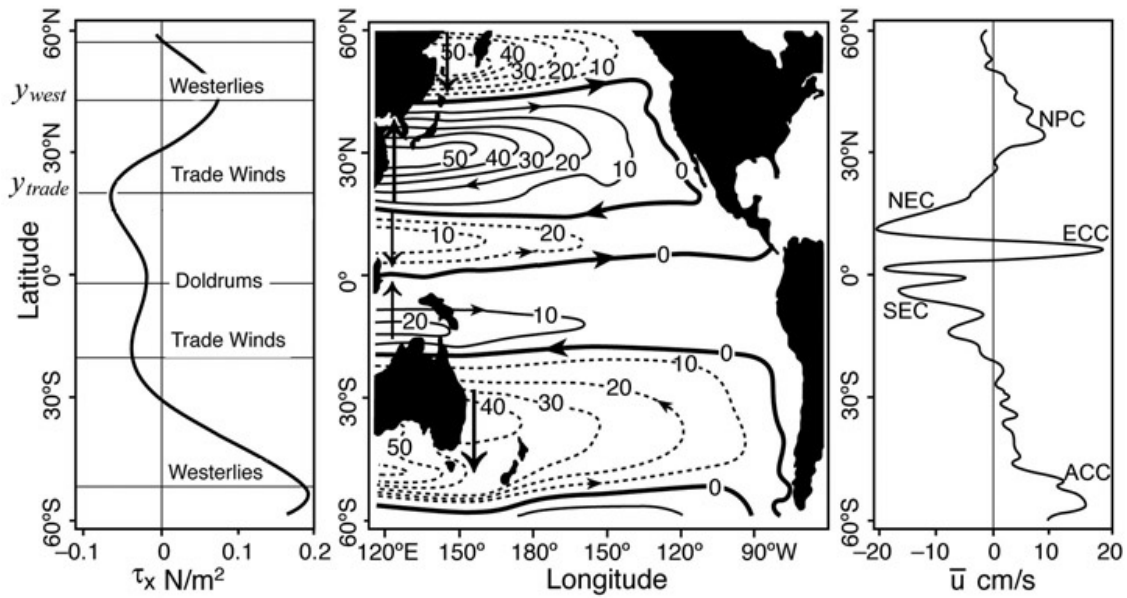 60°N
y_west
30°N
y_trade
Latitude
0°
30°S
60°S
Westerlies
Trade Winds
Doldrums
Trade Winds
Westerlies
−0.1 0 0.1 0.2
τx N/m²
60°N
30°N
0°
30°S
60°S
50 40 30 20 10
50 40 30 20 10 0
10 20
0
20 10
0
10
20
40 30
50
0
120°E 150° 180° 150° 120° 90°W
Longitude
60°N
30°N
0°
30°S
60°S
NPC
NEC
ECC
SEC
ACC
−20 −10 0 10 20
u̅ cm/s